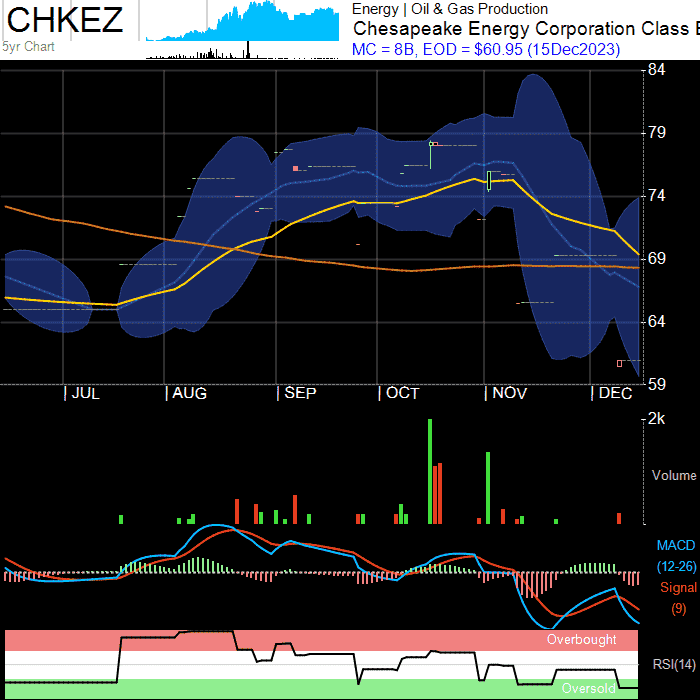 CHKEZ
5yr Chart
Energy | Oil & Gas Production
Chesapeake Energy Corporation Class
MC = 8B, EOD = $60.95 (15Dec2023)
84
79
74
69
64
59
JUL AUG SEP OCT NOV DEC
2k
Volume
MACD
(12-26)
Signal
(9)
Overbought
RSI(14)
Oversold